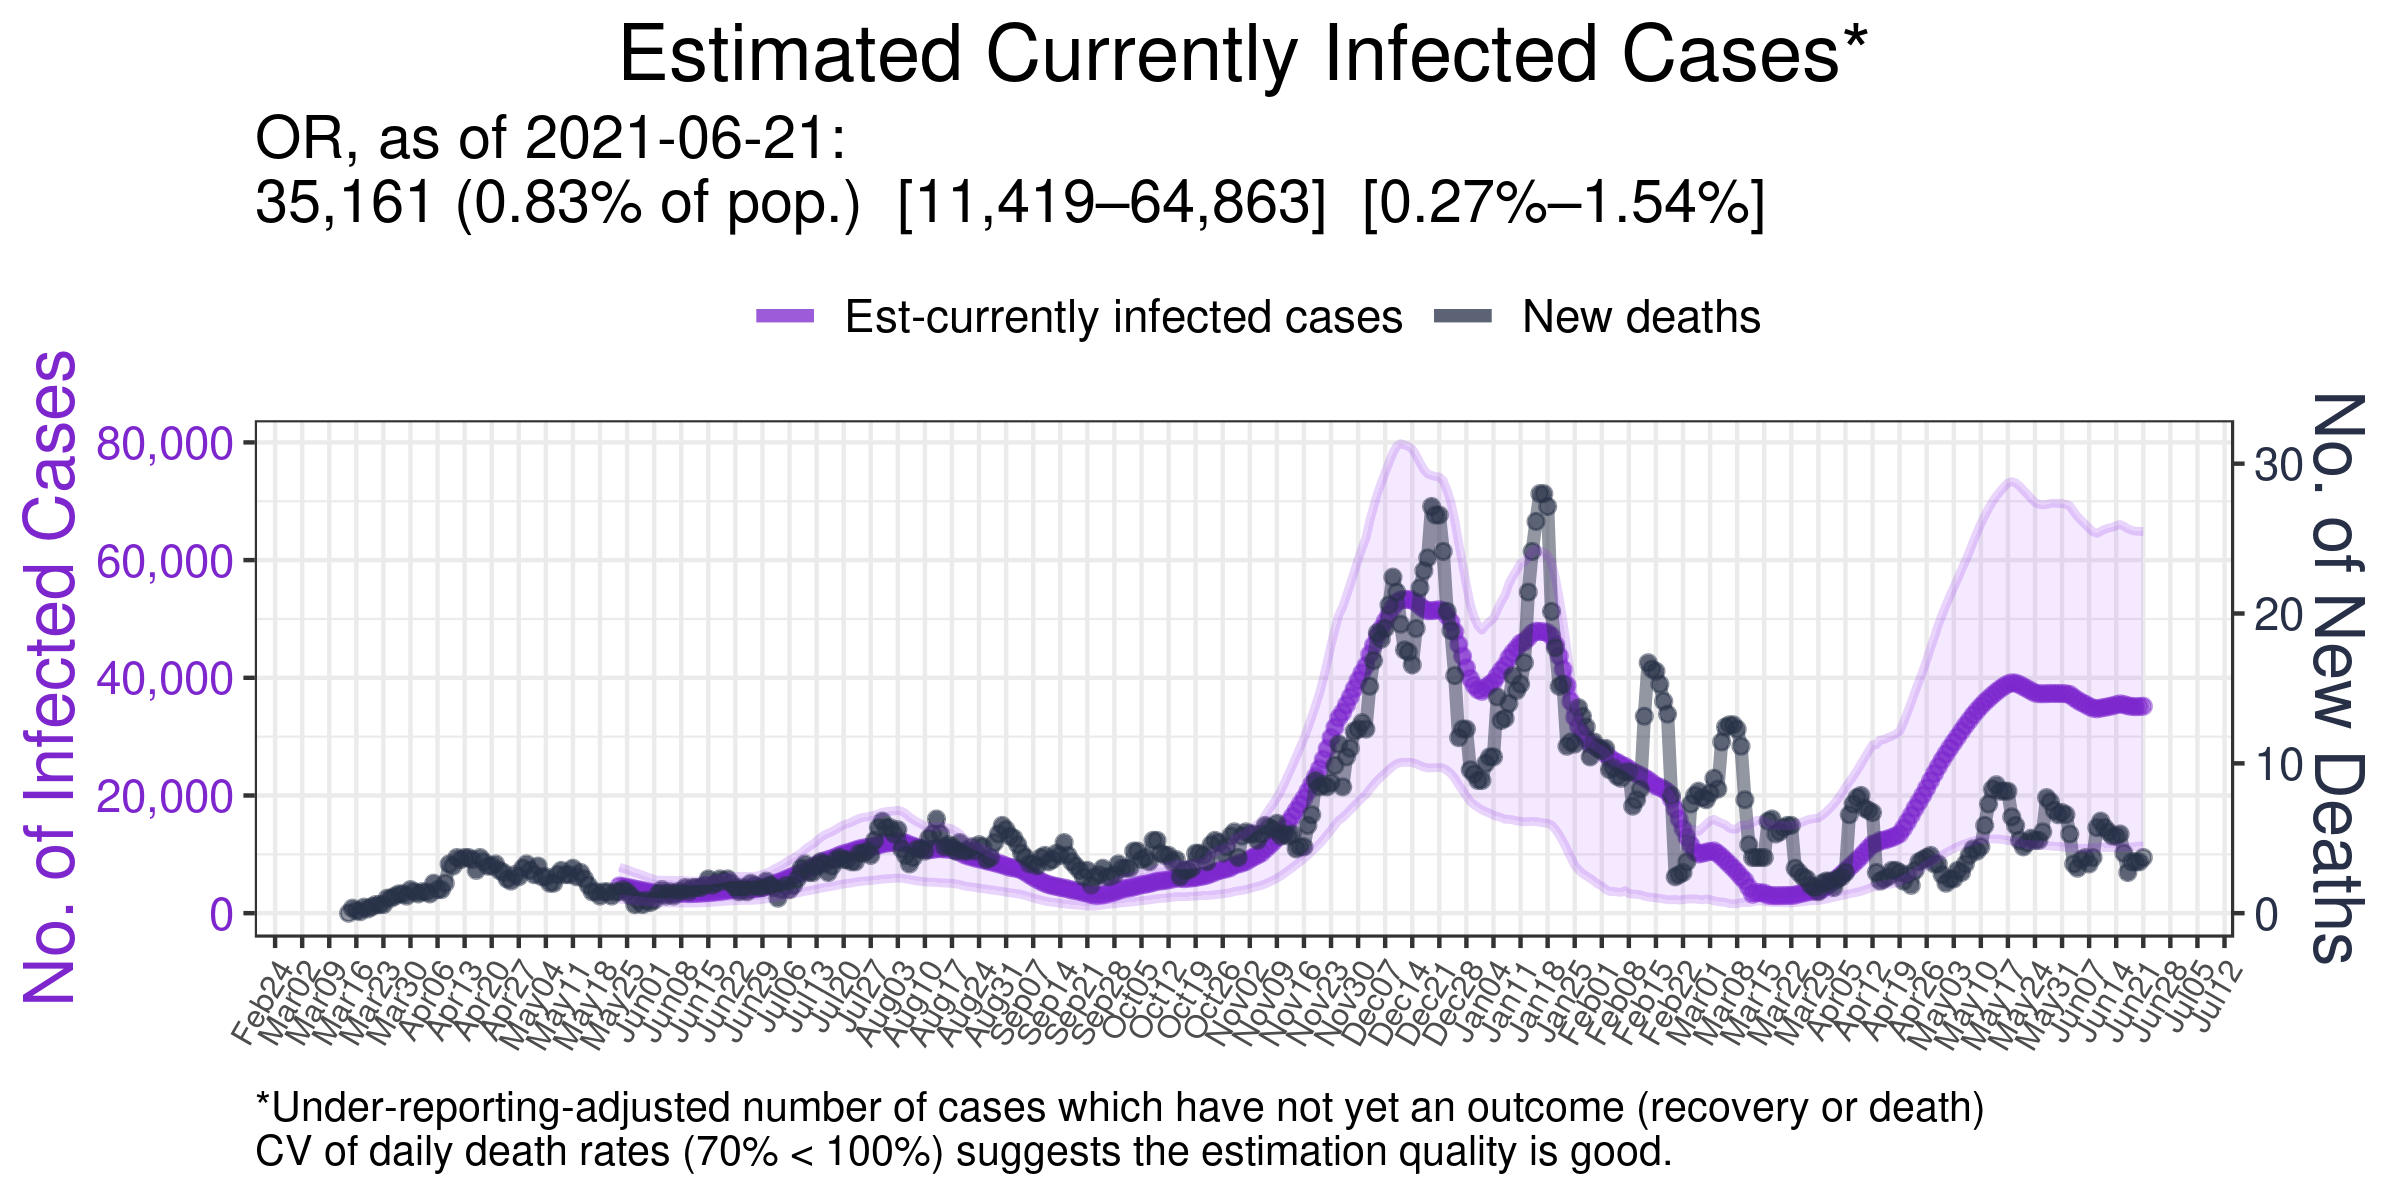 Estimated Currently Infected Cases*
OR, as of 2021-06-21:
35,161 (0.83% of pop.) [11,419–64,863] [0.27%–1.54%]
Est-currently infected cases New deaths
No. of Infected Cases
80,000
60,000
40,000
20,000
0
30
20
10
0
No. of New Deaths
Feb24
Mar02
Mar09
Mar16
Mar23
Mar30
Apr06
Apr13
Apr20
Apr27
May04
May11
May18
May25
Jun01
Jun08
Jun15
Jun22
Jun29
Jul06
Jul13
Jul20
Jul27
Aug03
Aug10
Aug17
Aug24
Aug31
Sep07
Sep14
Sep21
Sep28
Oct05
Oct12
Oct19
Oct26
Nov02
Nov09
Nov16
Nov23
Nov30
Dec07
Dec14
Dec21
Dec28
Jan04
Jan11
Jan18
Jan25
Feb01
Feb08
Feb15
Feb22
Mar01
Mar08
Mar15
Mar22
Mar29
Apr05
Apr12
Apr19
Apr26
May03
May10
May17
May24
May31
Jun07
Jun14
Jun21
Jun28
Jul05
Jul12
*Under-reporting-adjusted number of cases which have not yet an outcome (recovery or death)
CV of daily death rates (70% < 100%) suggests the estimation quality is good.